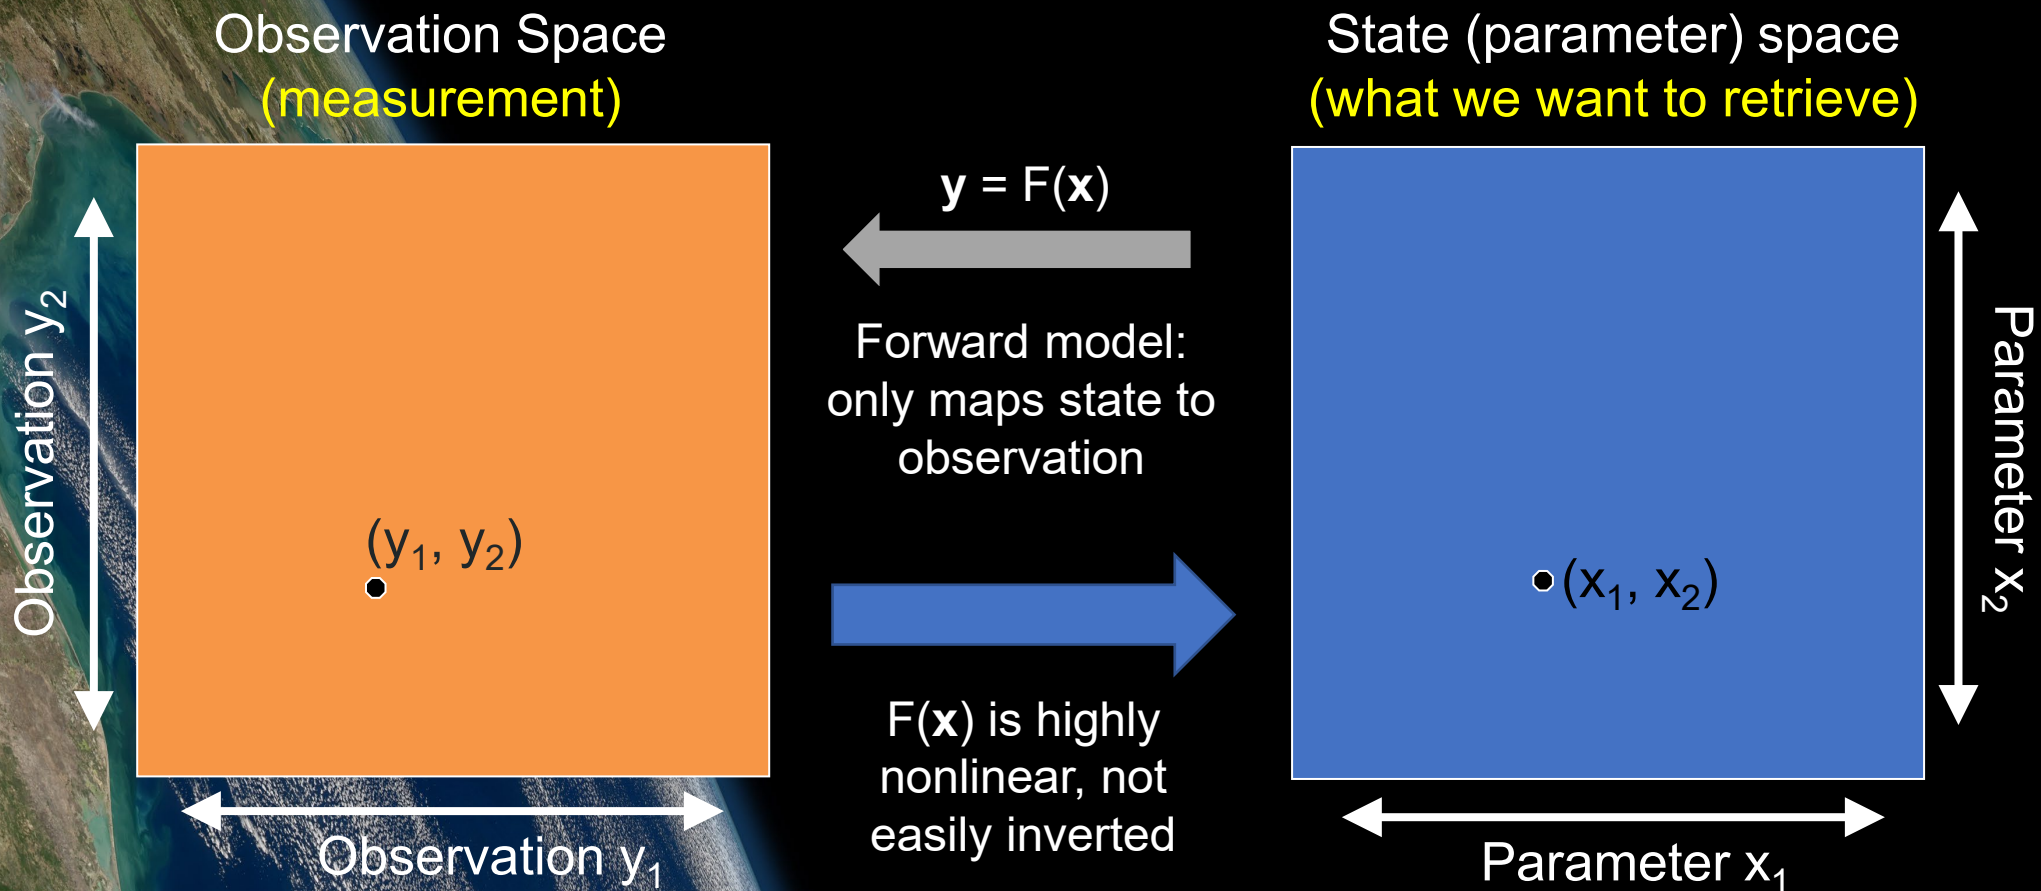 Observation Space
(measurement)
Observation y₂
(y₁, y₂)
Observation y₁
y = F(x)
Forward model:
only maps state to
observation
F(x) is highly
nonlinear, not
easily inverted
State (parameter) space
(what we want to retrieve)
(x₁, x₂)
Parameter x₂
Parameter x₁